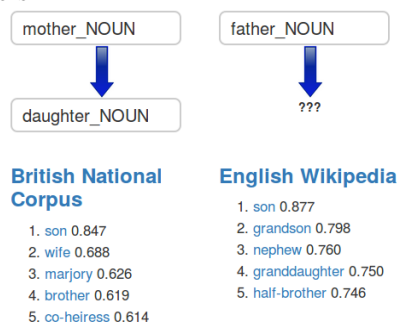 mother_NOUN
father_NOUN
daughter_NOUN
???
British National
Corpus
1. son 0.847
2. wife 0.688
3. marjory 0.626
4. brother 0.619
5. co-heiress 0.614
English Wikipedia
1. son 0.877
2. grandson 0.798
3. nephew 0.760
4. granddaughter 0.750
5. half-brother 0.746